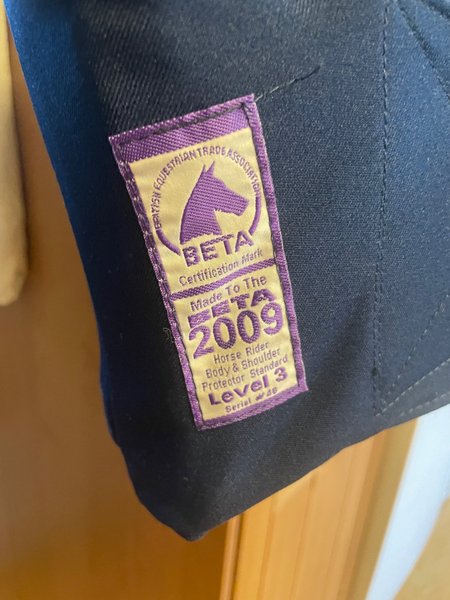 BRITISH EQUESTRIAN TRADE ASSOCIATION
BETA
Certification Mark
Made To The
BETA
2009
Horse Rider
Body & Shoulder
Protector Standard
Level 3
Serial #